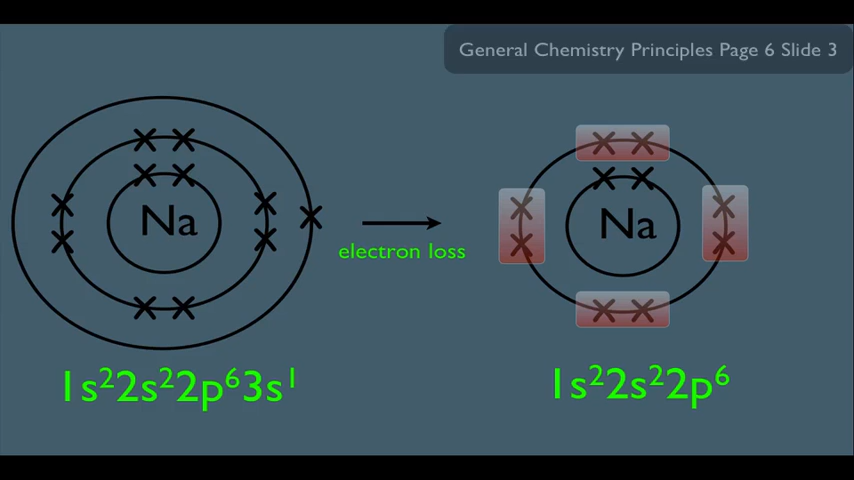 General Chemistry Principles Page 6 Slide 3
Na
Na
electron loss
1s²2s²2p⁶3s¹
1s²2s²2p⁶